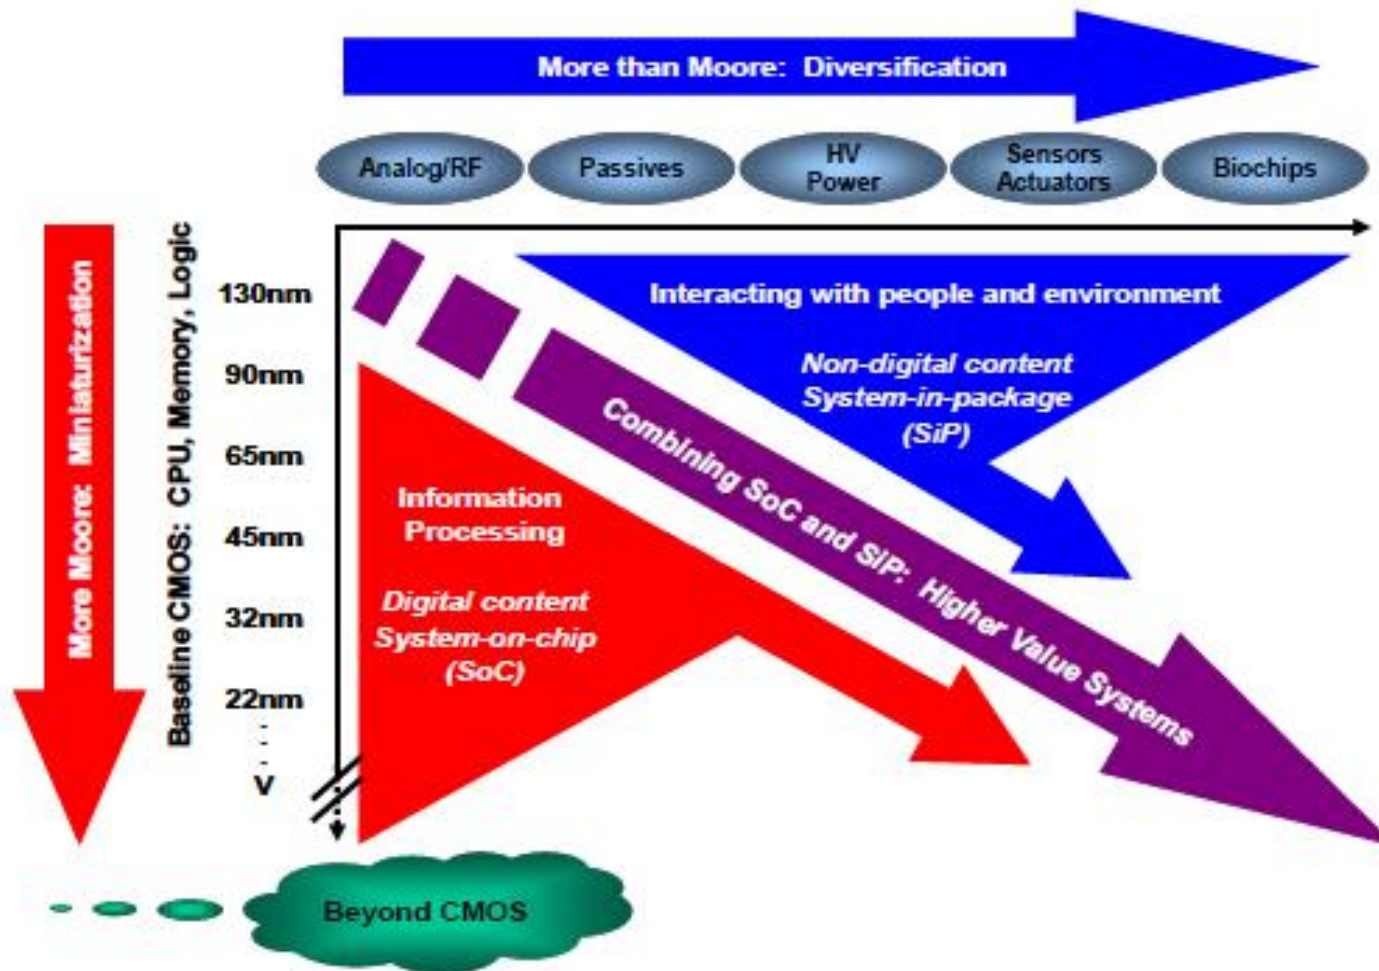 More than Moore: Diversification
Analog/RF
Passives
HV
Power
Sensors
Actuators
Biochips
More Moore: Miniaturization
Baseline CMOS: CPU, Memory, Logic
130nm
90nm
65nm
45nm
32nm
22nm
V
Interacting with people and environment
Non-digital content
System-in-package
(SiP)
Combining SoC and SiP: Higher Value Systems
Information
Processing
Digital content
System-on-chip
(SoC)
Beyond CMOS